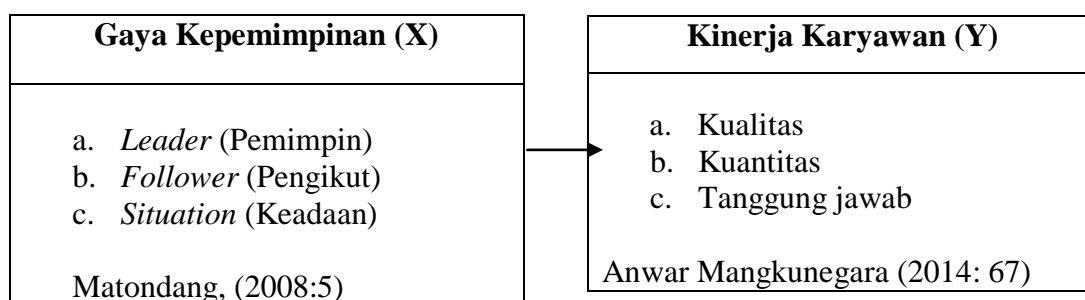 Gaya Kepemimpinan (X)
a. Leader (Pemimpin)
b. Follower (Pengikut)
c. Situation (Keadaan)
Matondang, (2008:5)
Kinerja Karyawan (Y)
a. Kualitas
b. Kuantitas
c. Tanggung jawab
Anwar Mangkunegara (2014: 67)